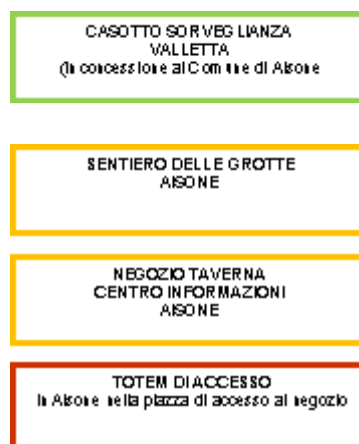 CASOTTO SORVEGLIANZA
VALLETTA
(In concessione al Comune di Aisone
SENTIERO DELLE GROTTE
AISONE
NEGOZIO TAVERNA
CENTRO INFORMAZIONI
AISONE
TOTEM DI ACCESSO
In Aisone nella piazza di accesso al negozio